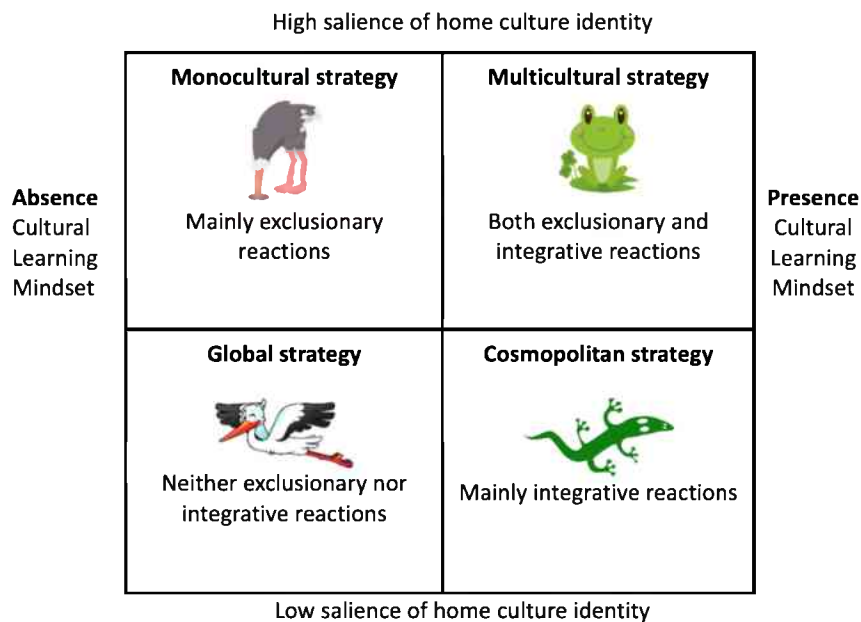 High salience of home culture identity
Monocultural strategy
Multicultural strategy
Absence
Cultural
Learning
Mindset
Mainly exclusionary
reactions
Both exclusionary and
integrative reactions
Presence
Cultural
Learning
Mindset
Global strategy
Cosmopolitan strategy
Neither exclusionary nor
integrative reactions
Mainly integrative reactions
Low salience of home culture identity